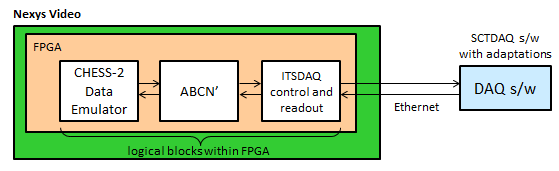 Nexys Video
FPGA
CHESS-2
Data
Emulator
ABCN’
ITSDAQ
control and
readout
logical blocks within FPGA
Ethernet
SCTDAQ s/w
with adaptations
DAQ s/w